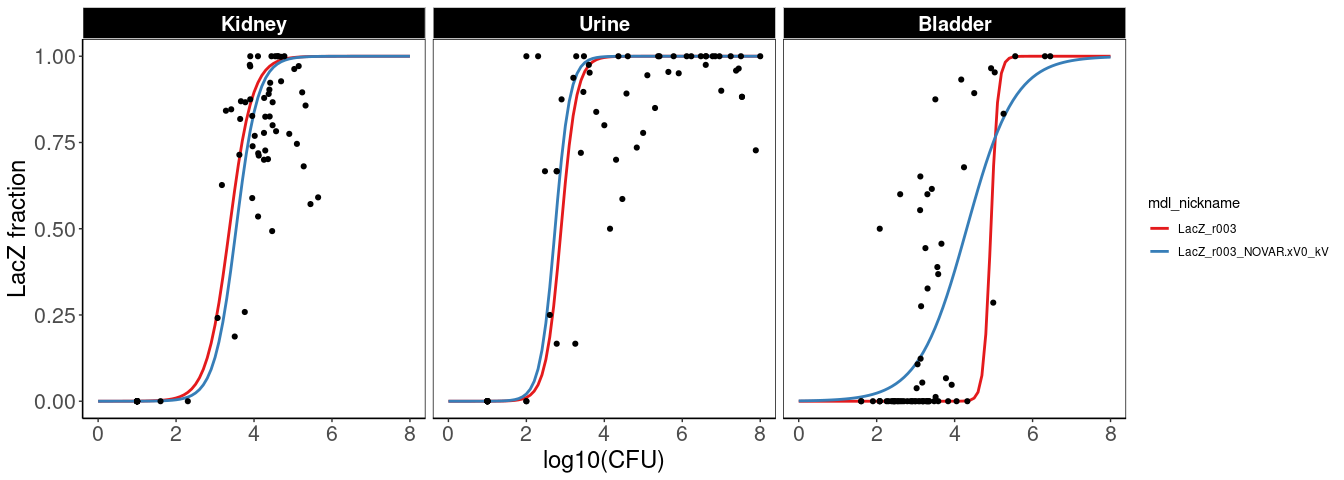 Kidney
Urine
Bladder
LacZ fraction
1.00
0.75
0.50
0.25
0.00
0 2 4 6 8
0 2 4 6 8
0 2 4 6 8
log10(CFU)
mdl_nickname
LacZ_r003
LacZ_r003_NOVAR.xV0_kV